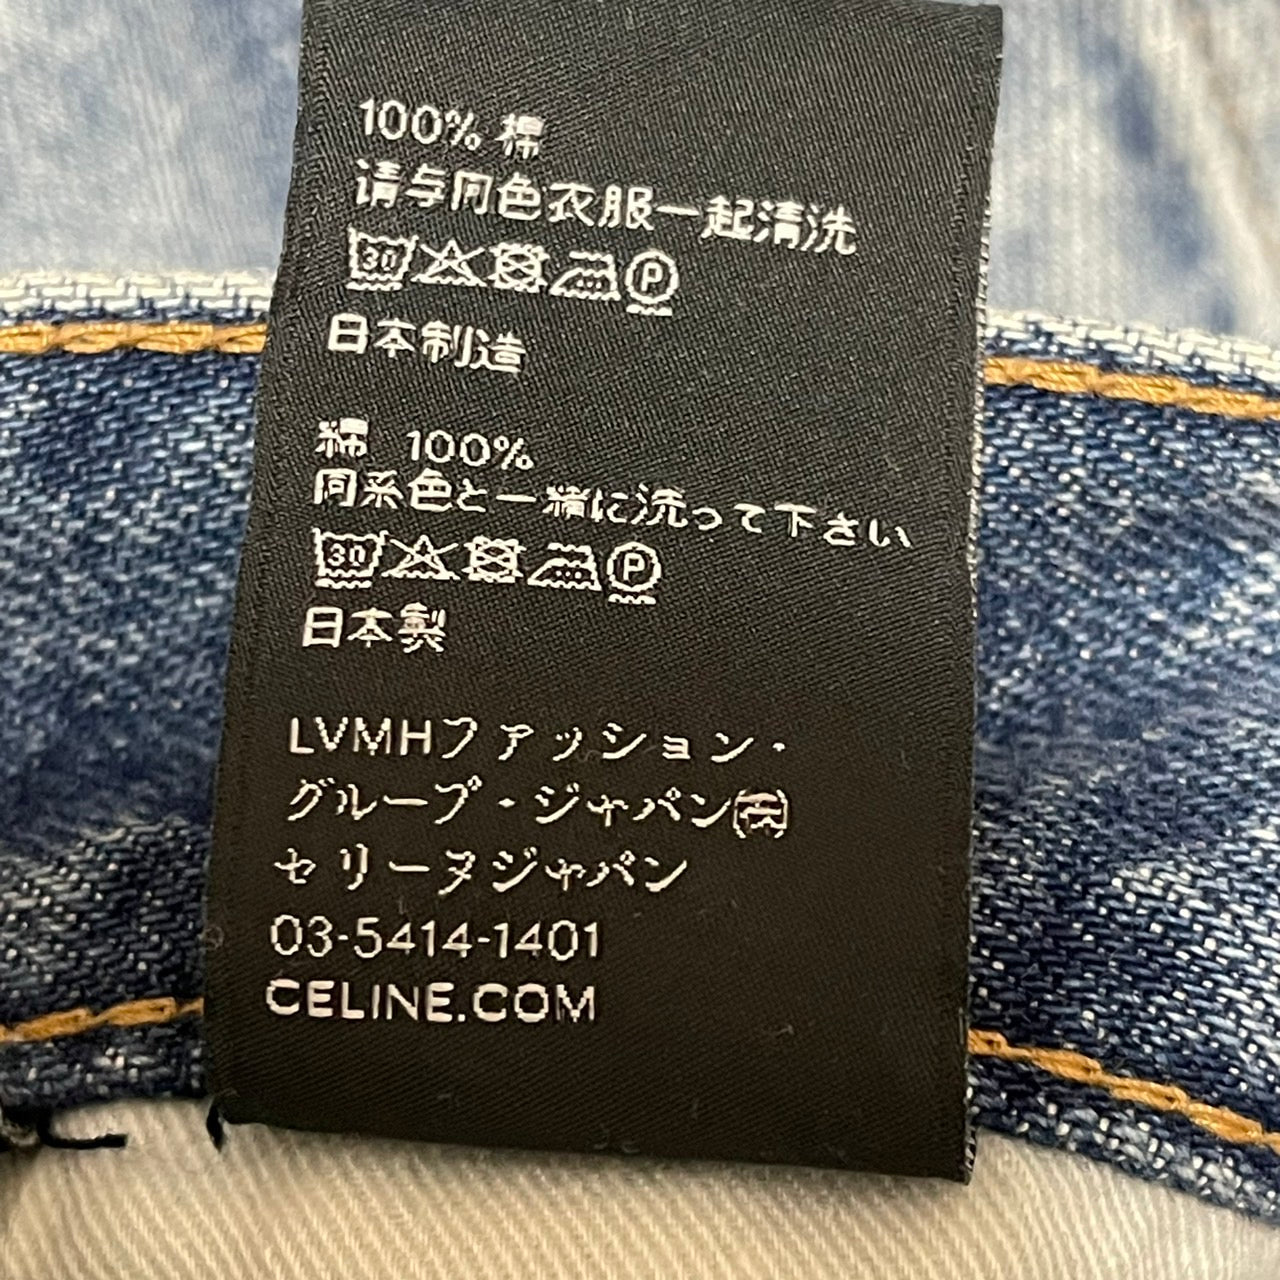 100% 棉
请与同色衣服一起清洗
30 P
日本制造
綿 100%
同系色と一緒に洗って下さい
30 P
日本製
LVMHファッション・
グループ・ジャパン㈱
セリーヌジャパン
03-5414-1401
CELINE.COM